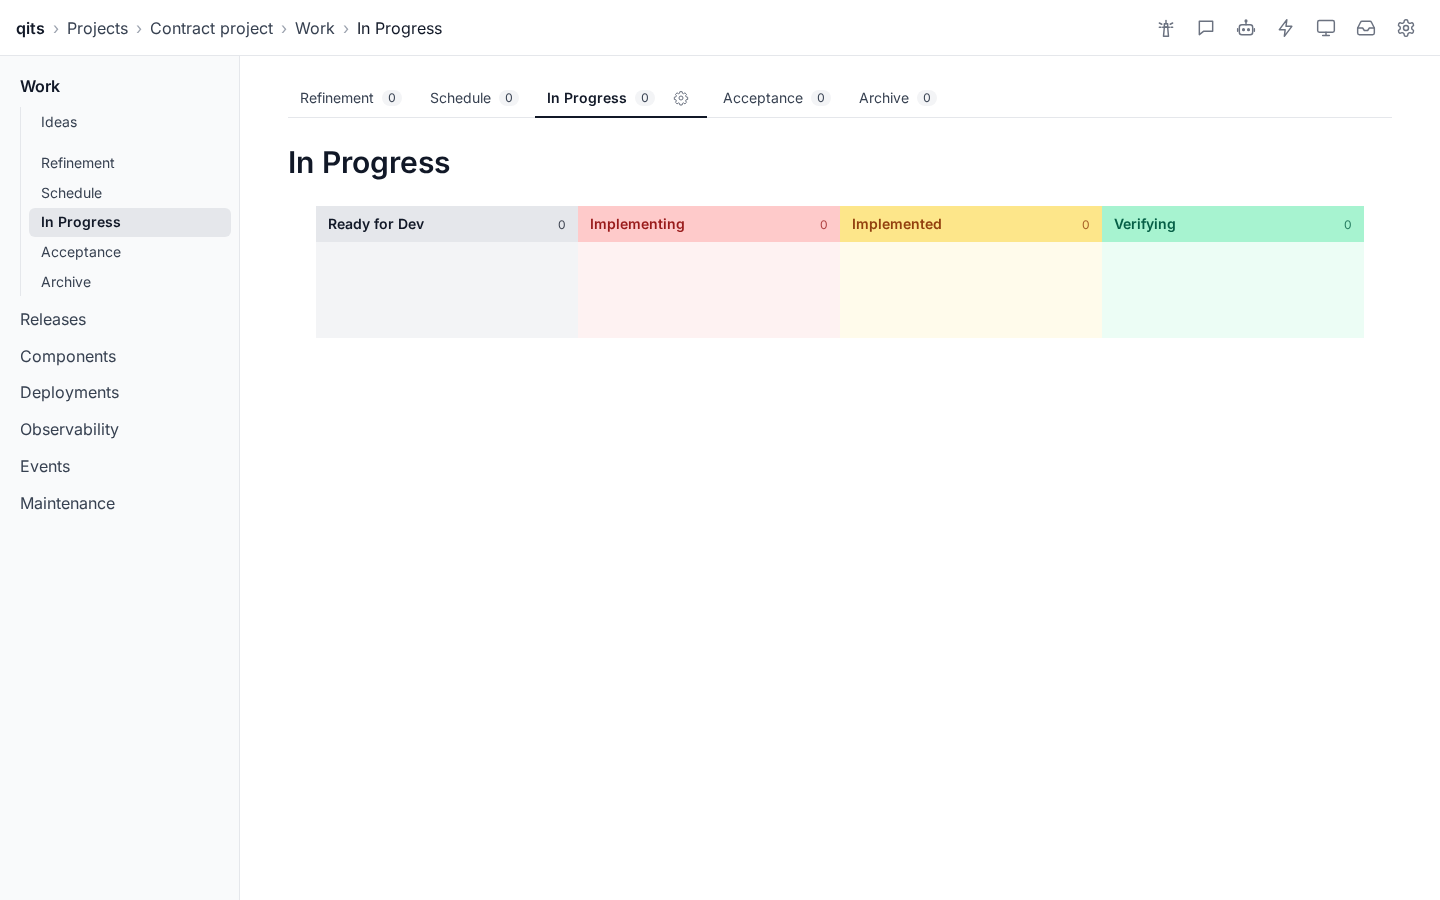 qits › Projects › Contract project › Work › In Progress
Work
Ideas
Refinement
Schedule
In Progress
Acceptance
Archive
Releases
Components
Deployments
Observability
Events
Maintenance
Refinement 0 Schedule 0 In Progress 0 Acceptance 0 Archive 0
In Progress
Ready for Dev 0 Implementing 0 Implemented 0 Verifying 0